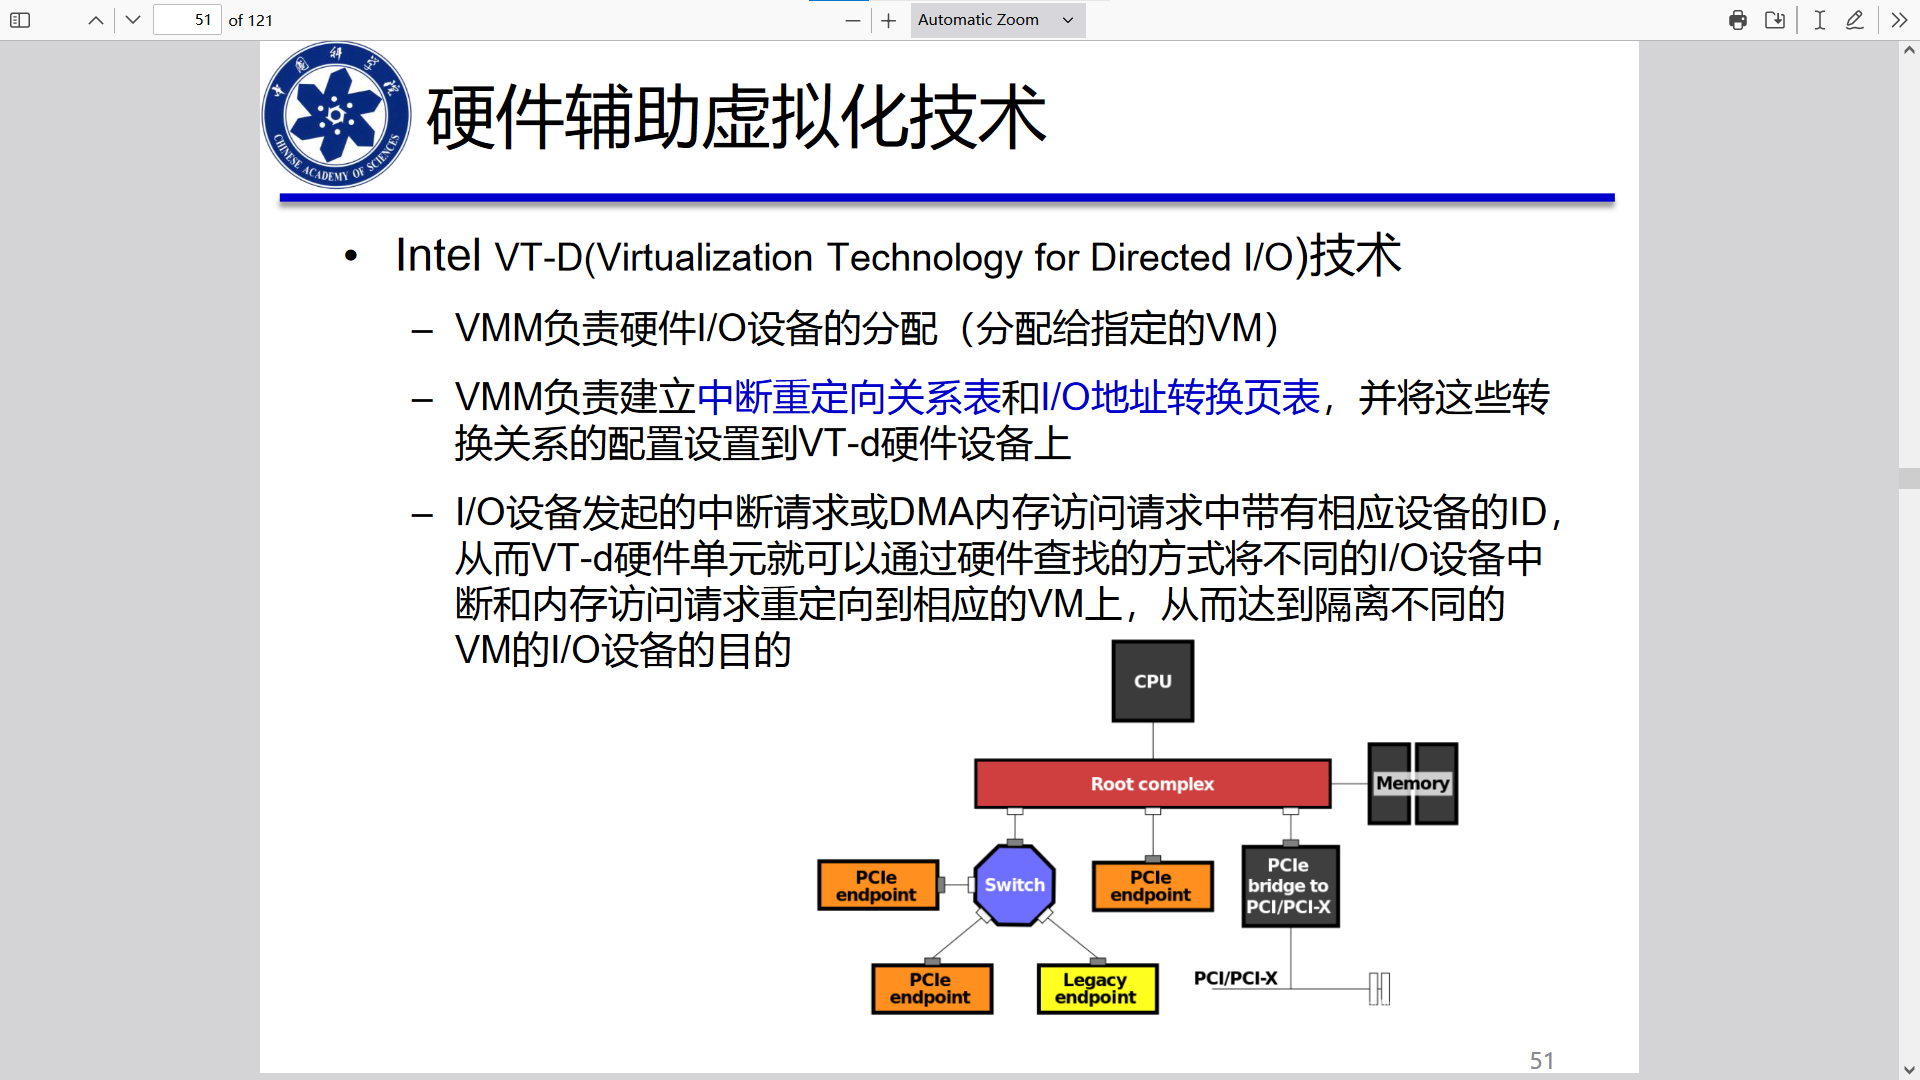 51
of 121
Automatic Zoom
中国科学院
CHINESE ACADEMY OF SCIENCES
硬件辅助虚拟化技术
• Intel VT-D(Virtualization Technology for Directed I/O)技术
– VMM负责硬件I/O设备的分配（分配给指定的VM）
– VMM负责建立中断重定向关系表和I/O地址转换页表，并将这些转
换关系的配置设置到VT-d硬件设备上
– I/O设备发起的中断请求或DMA内存访问请求中带有相应设备的ID，
从而VT-d硬件单元就可以通过硬件查找的方式将不同的I/O设备中
断和内存访问请求重定向到相应的VM上，从而达到隔离不同的
VM的I/O设备的目的
CPU
Root complex
Memory
PCIe
endpoint
Switch
PCIe
endpoint
PCIe
bridge to
PCI/PCI-X
PCIe
endpoint
Legacy
endpoint
PCI/PCI-X
51